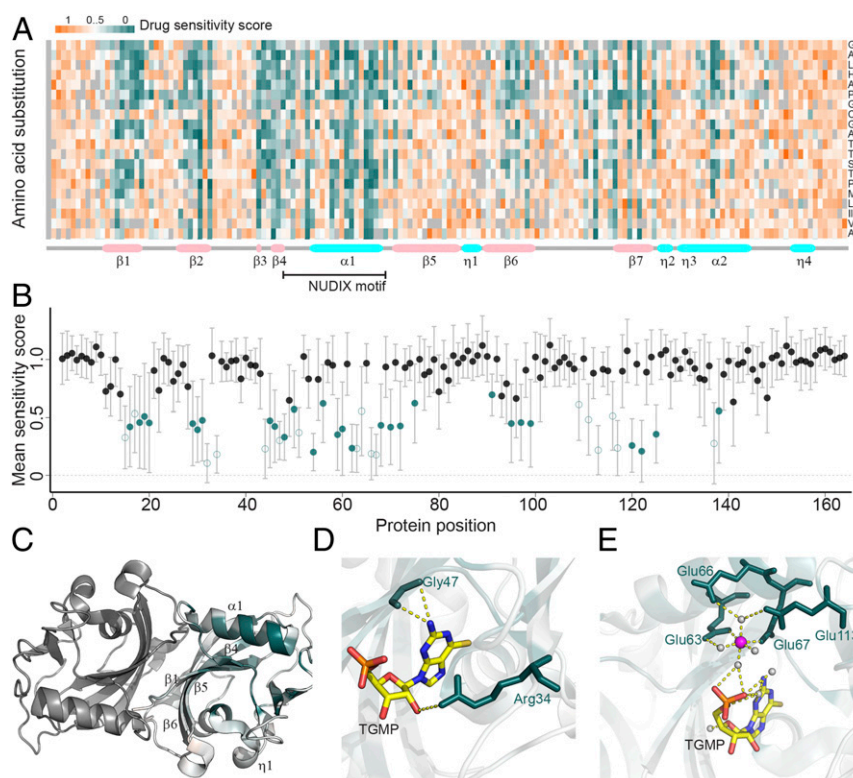 A
1 0.5 0 Drug sensitivity score
Amino acid substitution
G
A
L
H
A
P
G
C
G
A
T
T
S
T
P
M
L
II
V
A
β1 β2 β3 β4 α1 β5 η1 β6 β7 η2 η3 α2 η4
NUDIX motif
B
Mean sensitivity score
1.0
0.5
0
0 20 40 60 80 100 120 140 160
Protein position
C
α1
β4
β1
β5
β6
η1
D
Gly47
TGMP
Arg34
E
Glu66
Glu63
Glu67
Glu113
TGMP